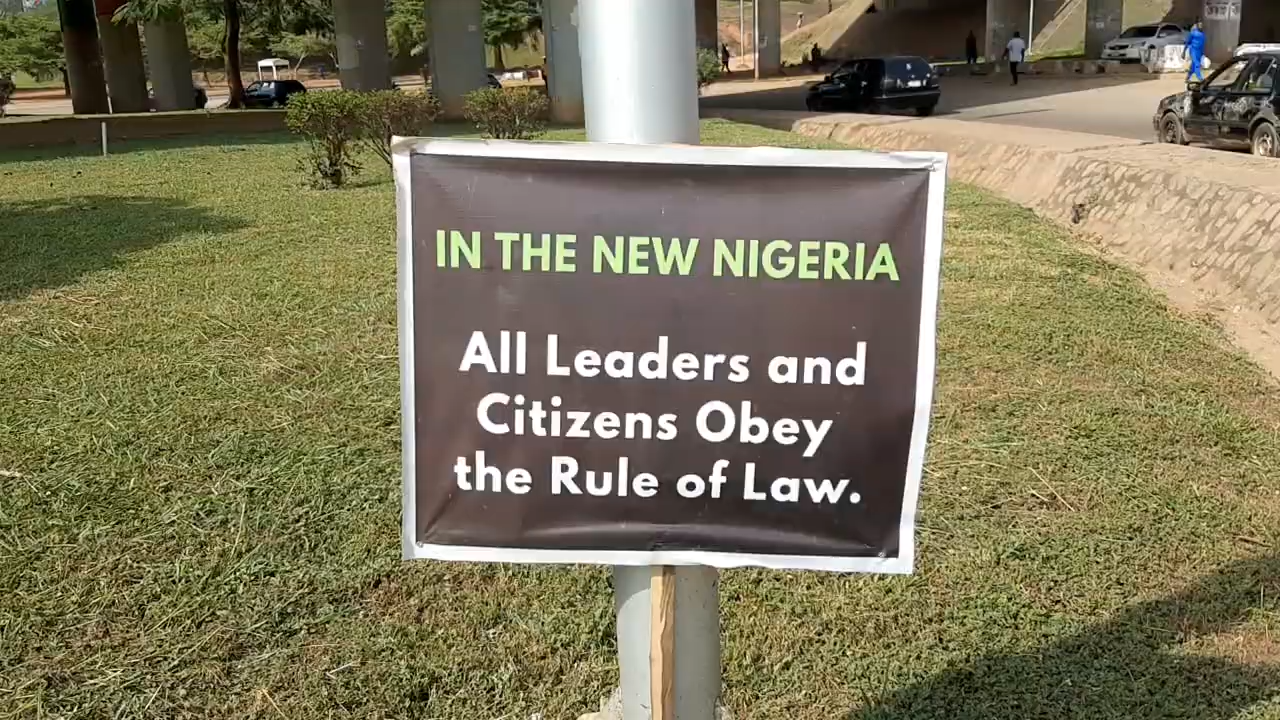 IN THE NEW NIGERIA
All Leaders and
Citizens Obey
the Rule of Law.